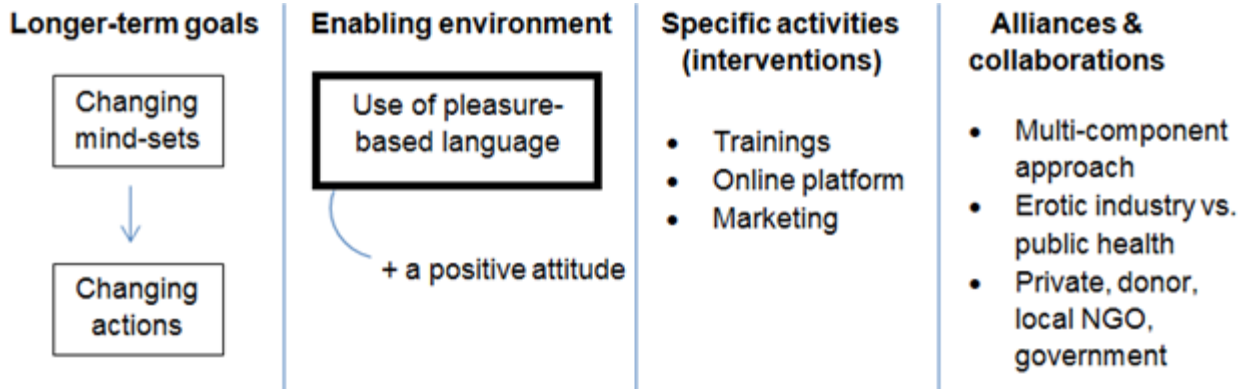 Longer-term goals
Changing
mind-sets
Changing
actions
Enabling environment
Use of pleasure-
based language
+ a positive attitude
Specific activities
(interventions)
• Trainings
• Online platform
• Marketing
Alliances &
collaborations
• Multi-component
approach
• Erotic industry vs.
public health
• Private, donor,
local NGO,
government